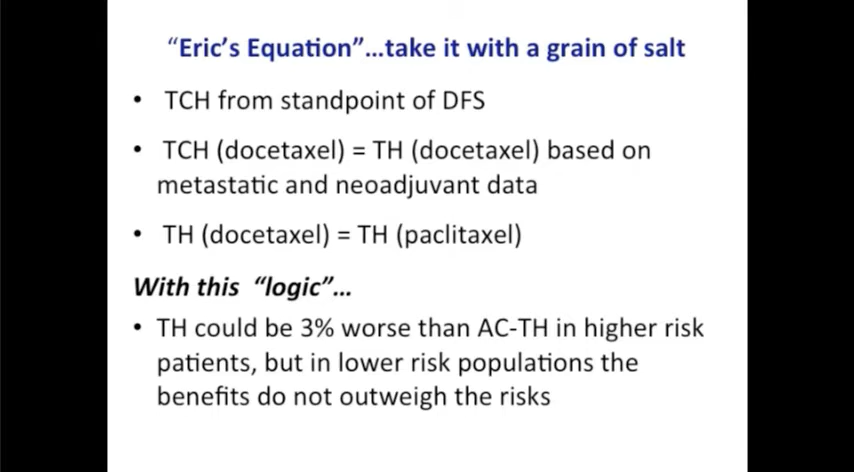 “Eric’s Equation”...take it with a grain of salt
• TCH from standpoint of DFS
• TCH (docetaxel) = TH (docetaxel) based on
metastatic and neoadjuvant data
• TH (docetaxel) = TH (paclitaxel)
With this “logic”...
• TH could be 3% worse than AC-TH in higher risk
patients, but in lower risk populations the
benefits do not outweigh the risks